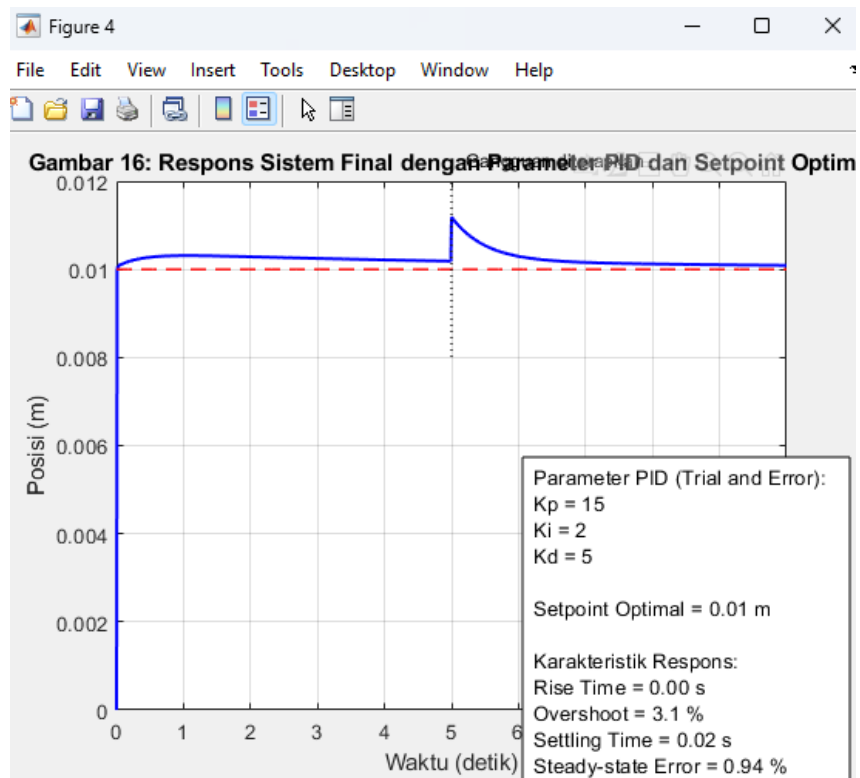 Figure 4
File Edit View Insert Tools Desktop Window Help
Gambar 16: Respons Sistem Final dengan Parameter PID dan Setpoint Optim
0.012
0.01
0.008
0.006
0.004
0.002
0
Posisi (m)
0 1 2 3 4 5 6
Waktu (detik)
Parameter PID (Trial and Error):
Kp = 15
Ki = 2
Kd = 5
Setpoint Optimal = 0.01 m
Karakteristik Respons:
Rise Time = 0.00 s
Overshoot = 3.1 %
Settling Time = 0.02 s
Steady-state Error = 0.94 %